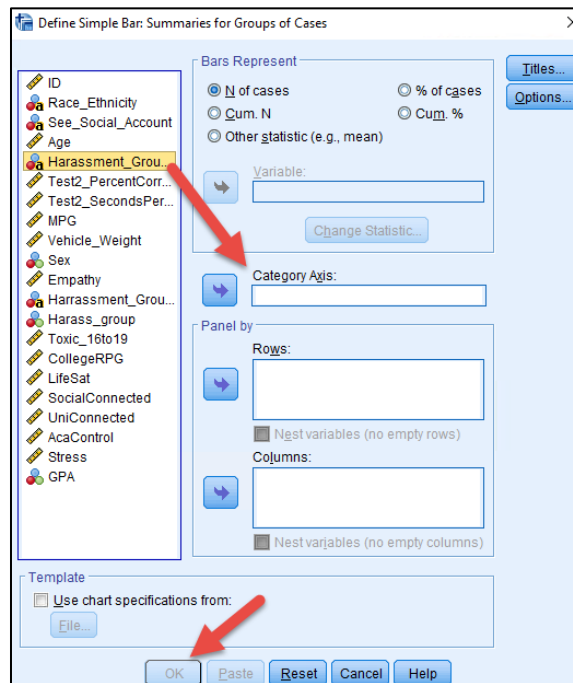 Define Simple Bar: Summaries for Groups of Cases
ID
Race_Ethnicity
See_Social_Account
Age
Harassment_Grou...
Test2_PercentCorr...
Test2_SecondsPer...
MPG
Vehicle_Weight
Sex
Empathy
Harrassment_Grou...
Harass_group
Toxic_16to19
CollegeRPG
LifeSat
SocialConnected
UniConnected
AcaControl
Stress
GPA
Bars Represent
N of cases
% of cases
Cum. N
Cum. %
Other statistic (e.g., mean)
Variable:
Change Statistic...
Category Axis:
Panel by
Rows:
Nest variables (no empty rows)
Columns:
Nest variables (no empty columns)
Titles...
Options...
Template
Use chart specifications from:
File...
OK Paste Reset Cancel Help